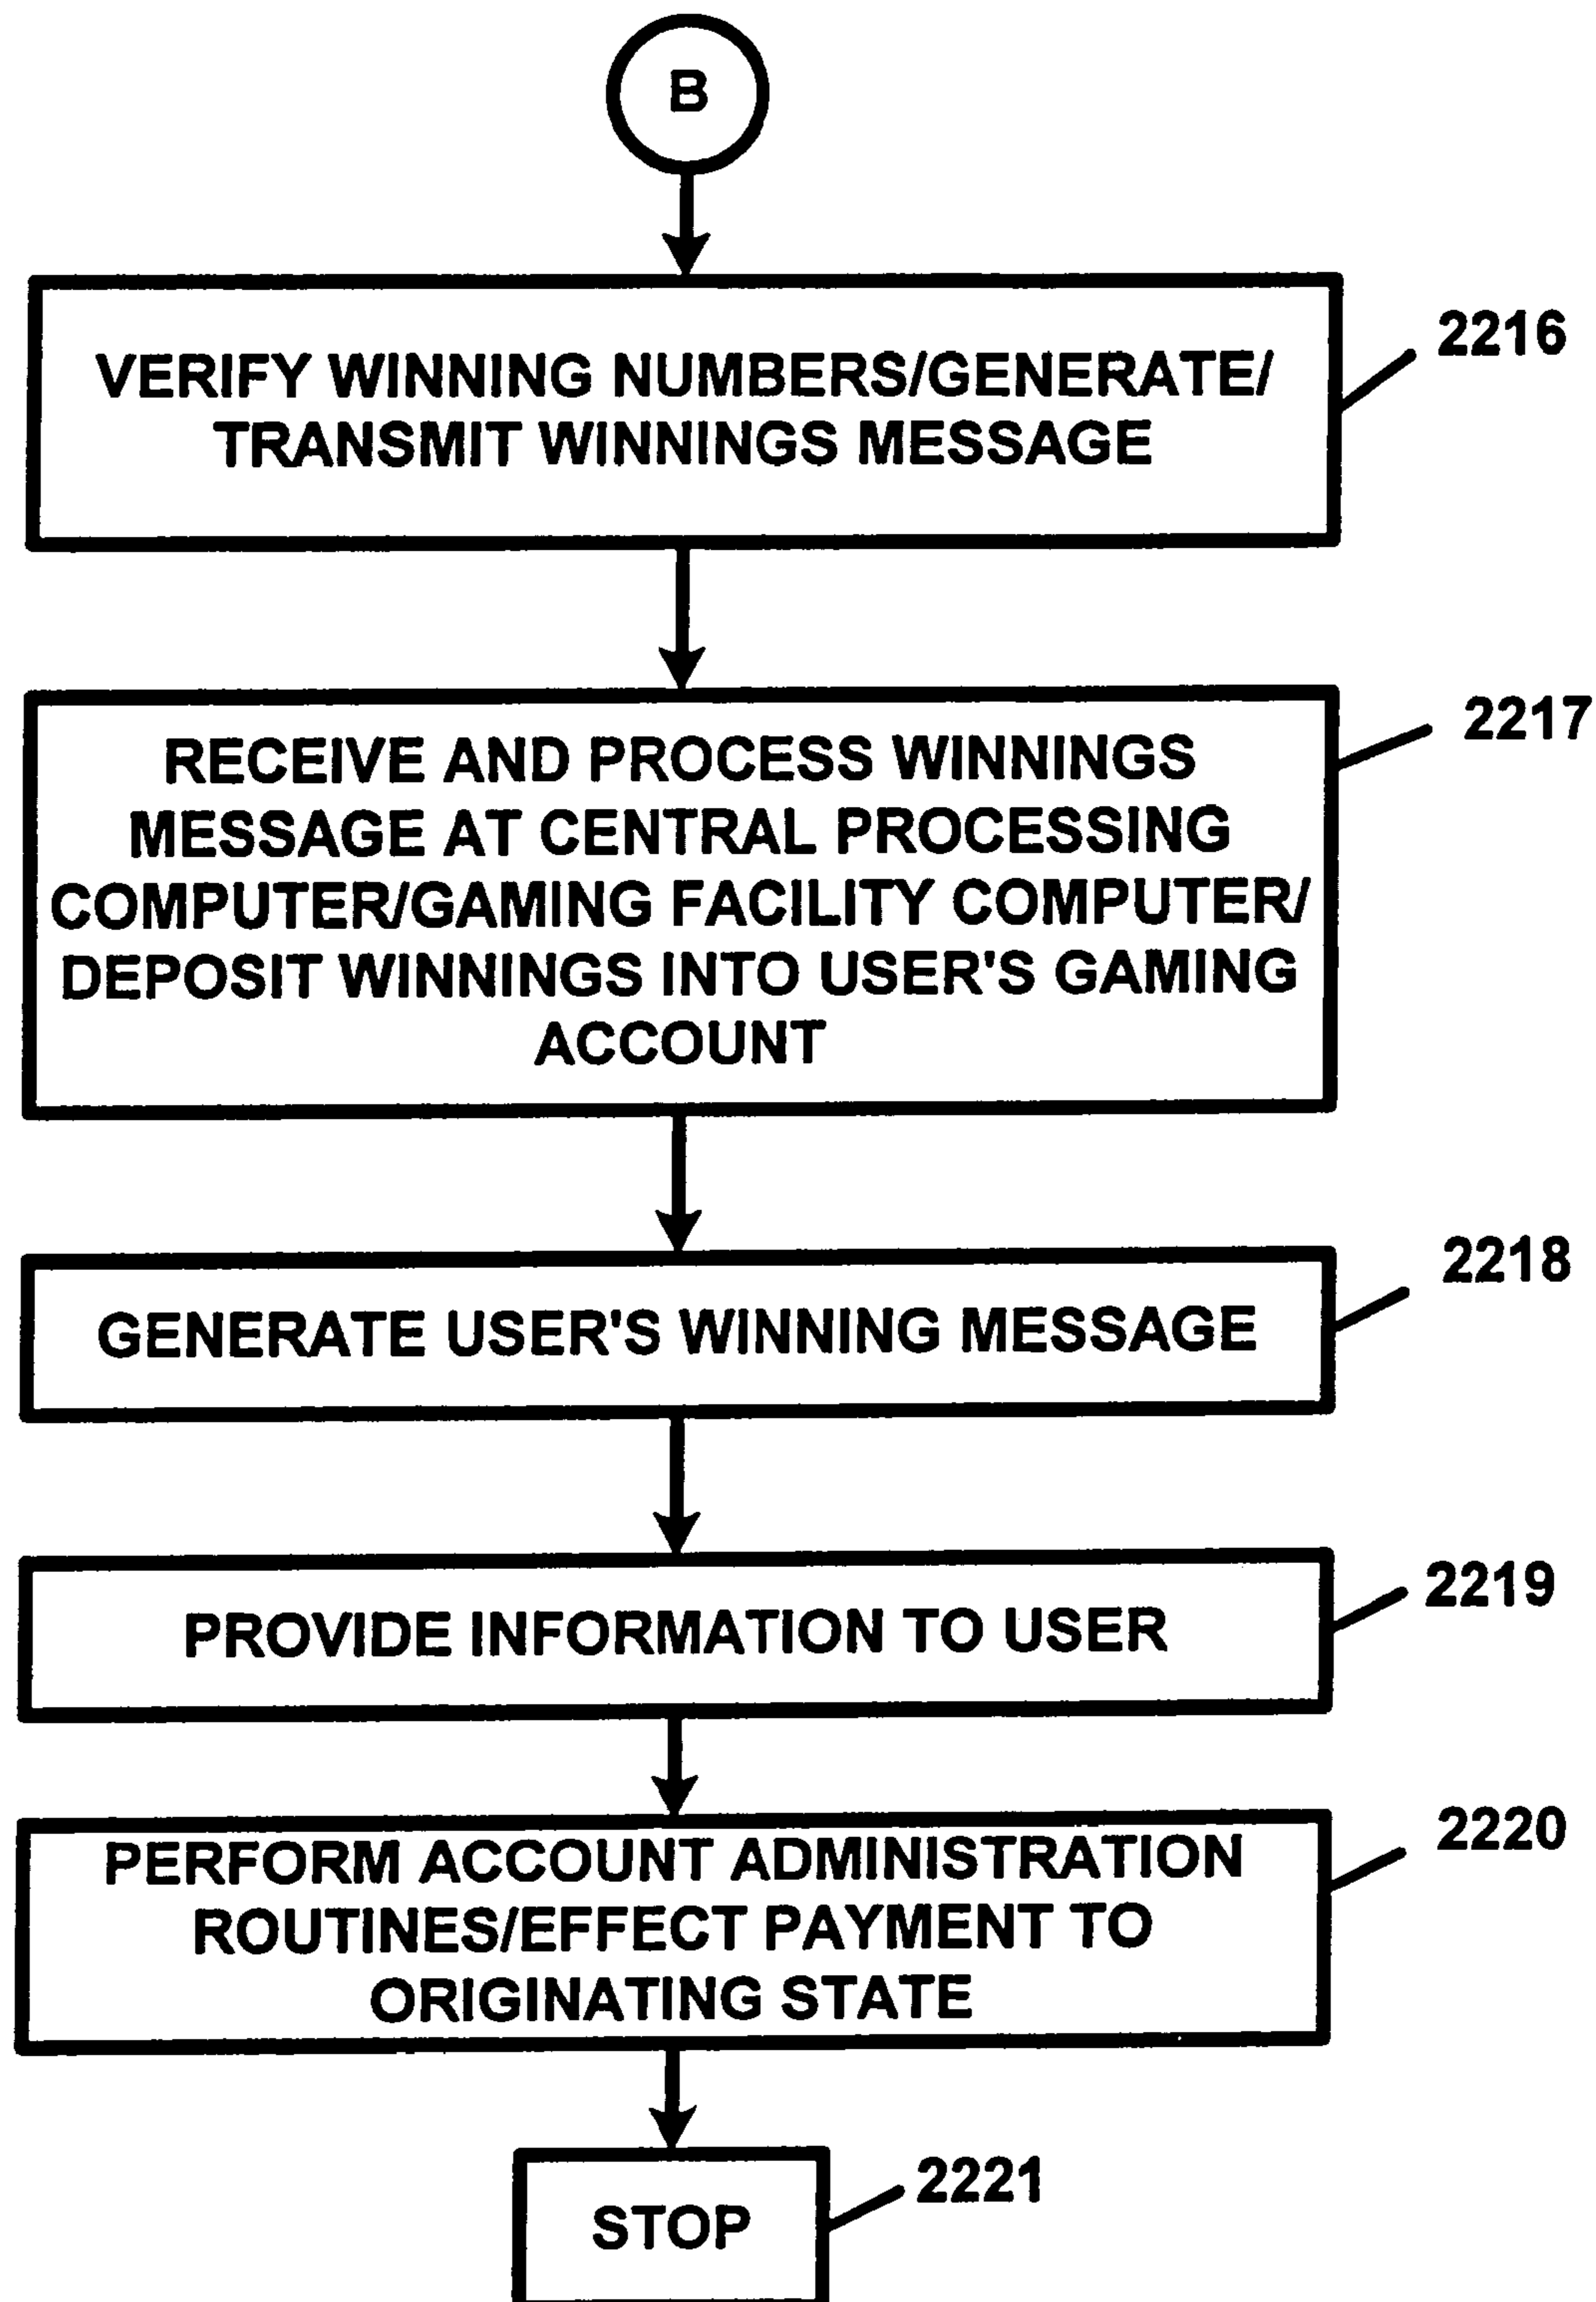 B
VERIFY WINNING NUMBERS/GENERATE/
TRANSMIT WINNINGS MESSAGE
2216
RECEIVE AND PROCESS WINNINGS
MESSAGE AT CENTRAL PROCESSING
COMPUTER/GAMING FACILITY COMPUTER/
DEPOSIT WINNINGS INTO USER'S GAMING
ACCOUNT
2217
GENERATE USER'S WINNING MESSAGE
2218
PROVIDE INFORMATION TO USER
2219
PERFORM ACCOUNT ADMINISTRATION
ROUTINES/EFFECT PAYMENT TO
ORIGINATING STATE
2220
STOP
2221